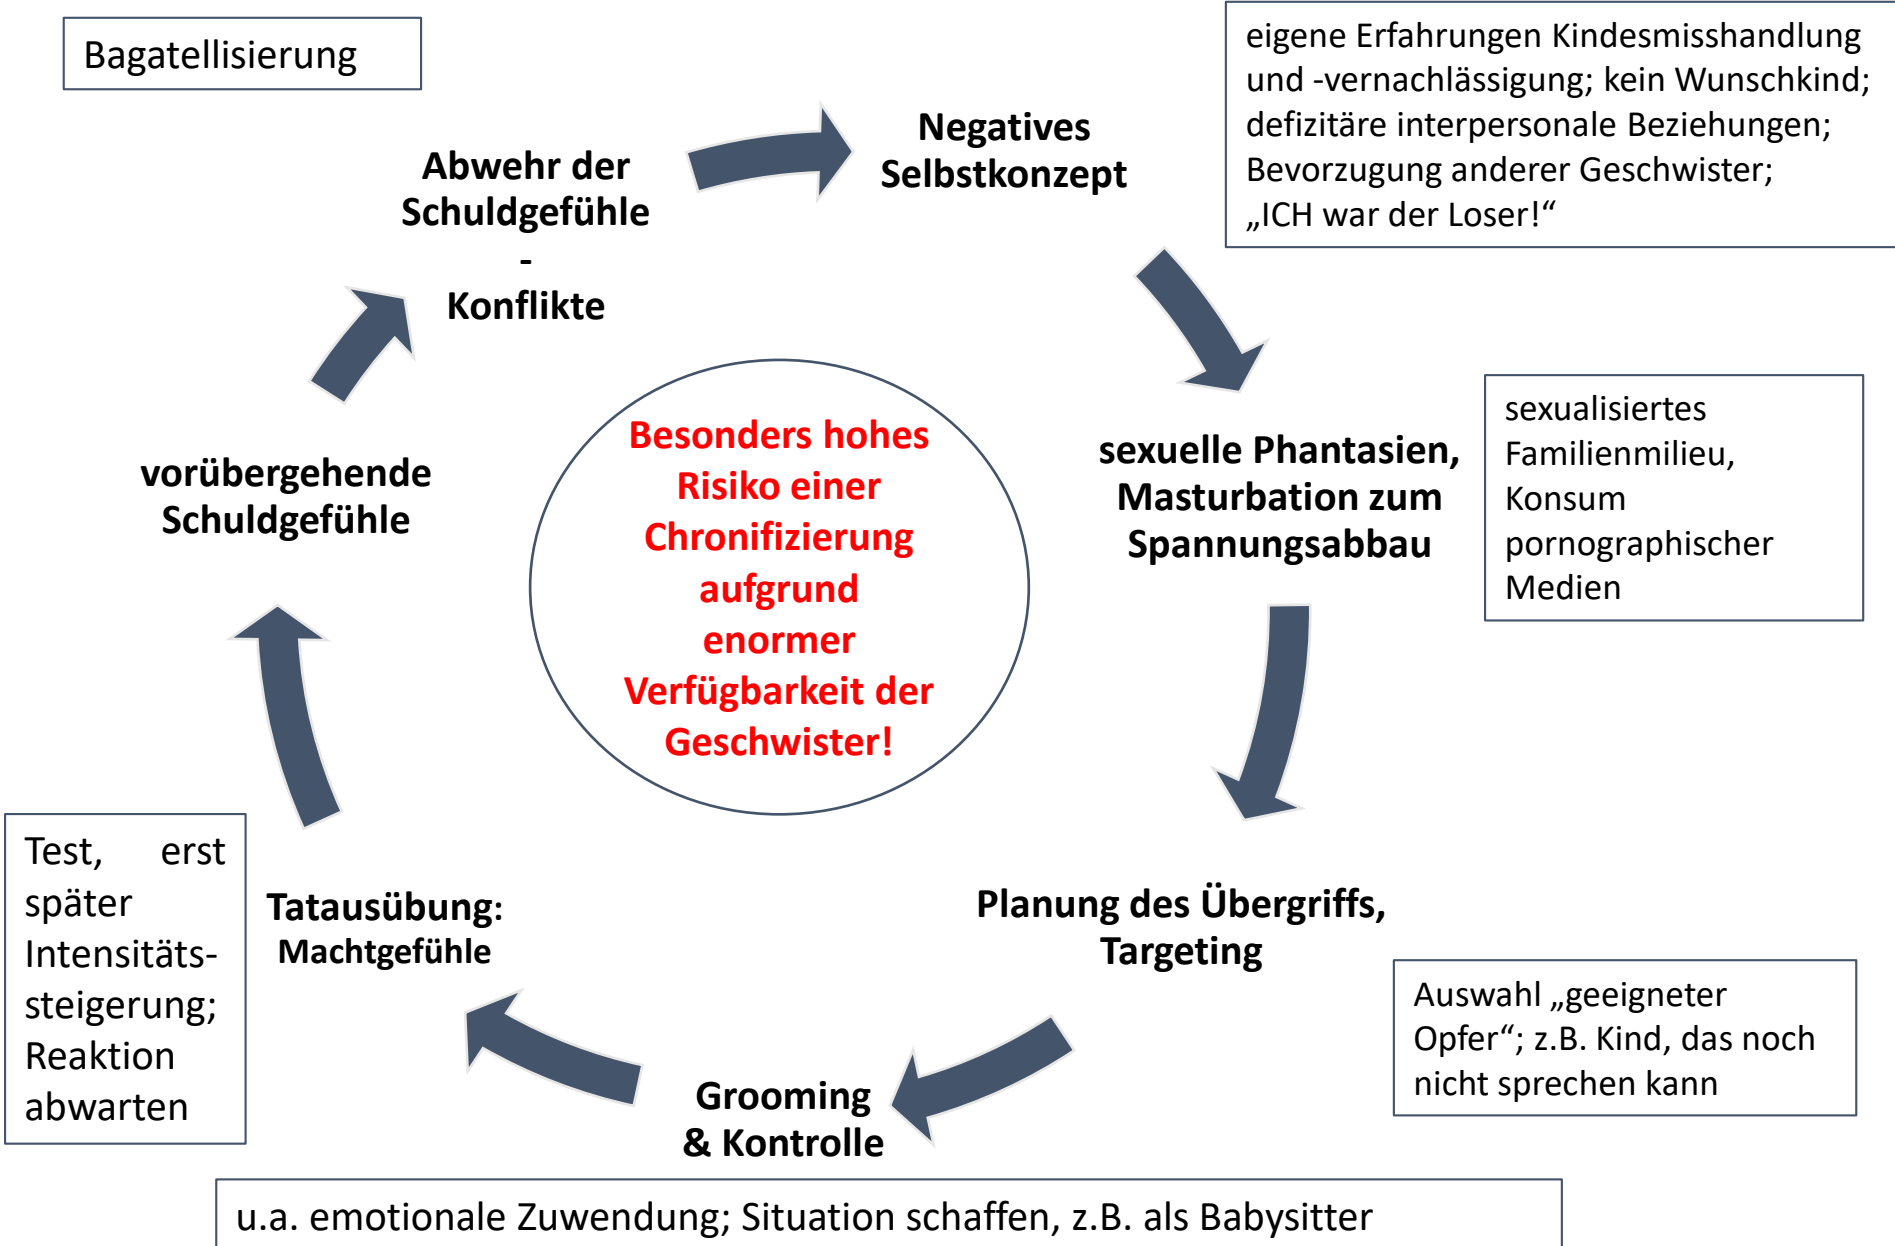 Bagatellisierung
eigene Erfahrungen Kindesmisshandlung
und -vernachlässigung; kein Wunschkind;
defizitäre interpersonale Beziehungen;
Bevorzugung anderer Geschwister;
„ICH war der Loser!“
Negatives
Selbstkonzept
Abwehr der
Schuldgefühle
-
Konflikte
sexuelle Phantasien,
Masturbation zum
Spannungsabbau
sexualisiertes
Familienmilieu,
Konsum
pornographischer
Medien
Besonders hohes
Risiko einer
Chronifizierung
aufgrund
enormer
Verfügbarkeit der
Geschwister!
vorübergehende
Schuldgefühle
Planung des Übergriffs,
Targeting
Auswahl „geeigneter
Opfer“; z.B. Kind, das noch
nicht sprechen kann
Tatausübung:
Machtgefühle
Test, erst
später
Intensitäts-
steigerung;
Reaktion
abwarten
Grooming
& Kontrolle
u.a. emotionale Zuwendung; Situation schaffen, z.B. als Babysitter